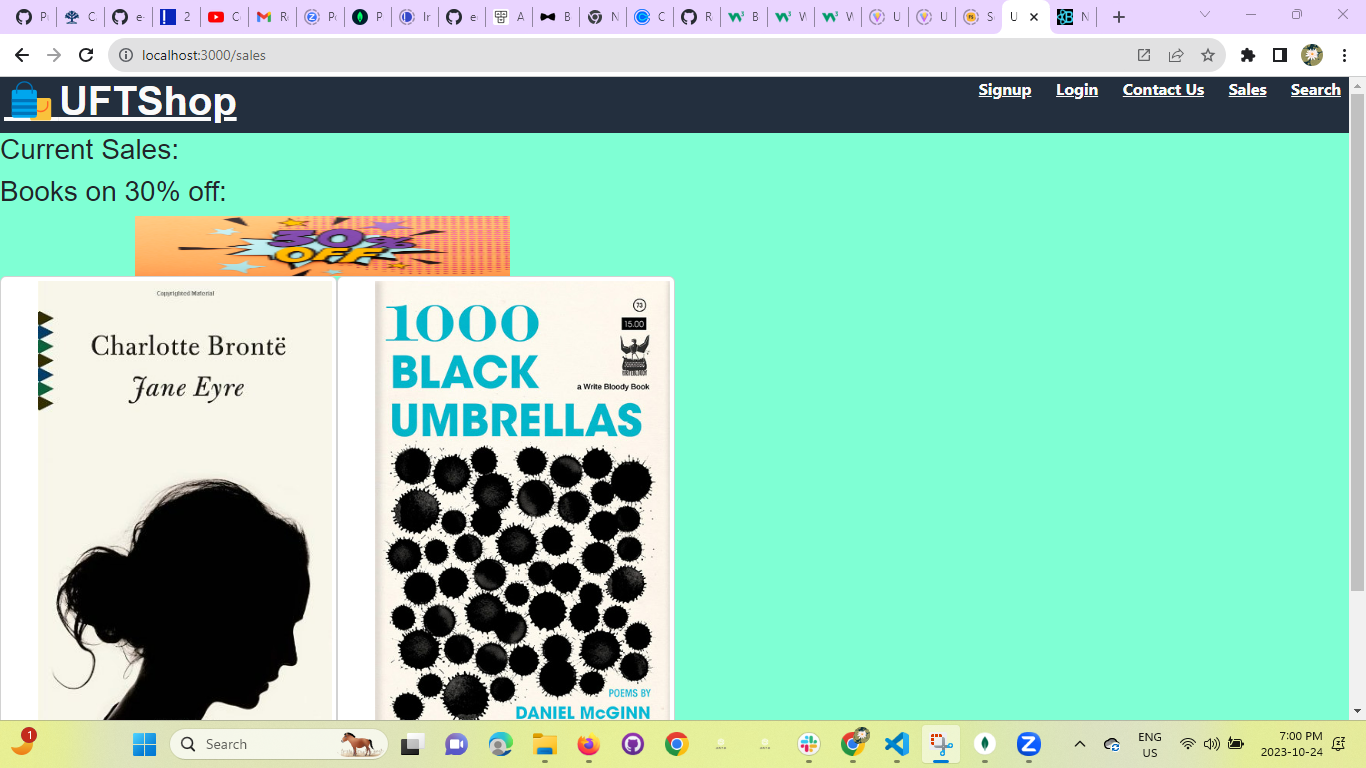 localhost:3000/sales
UFTShop
Signup Login Contact Us Sales Search
Current Sales:
Books on 30% off:
30%
OFF
Copyrighted Material
Charlotte Brontë
Jane Eyre
73
15.00
1000
BLACK
a Write Bloody Book
UMBRELLAS
POEMS BY
DANIEL McGINN
1
Search
ENG
US
7:00 PM
2023-10-24